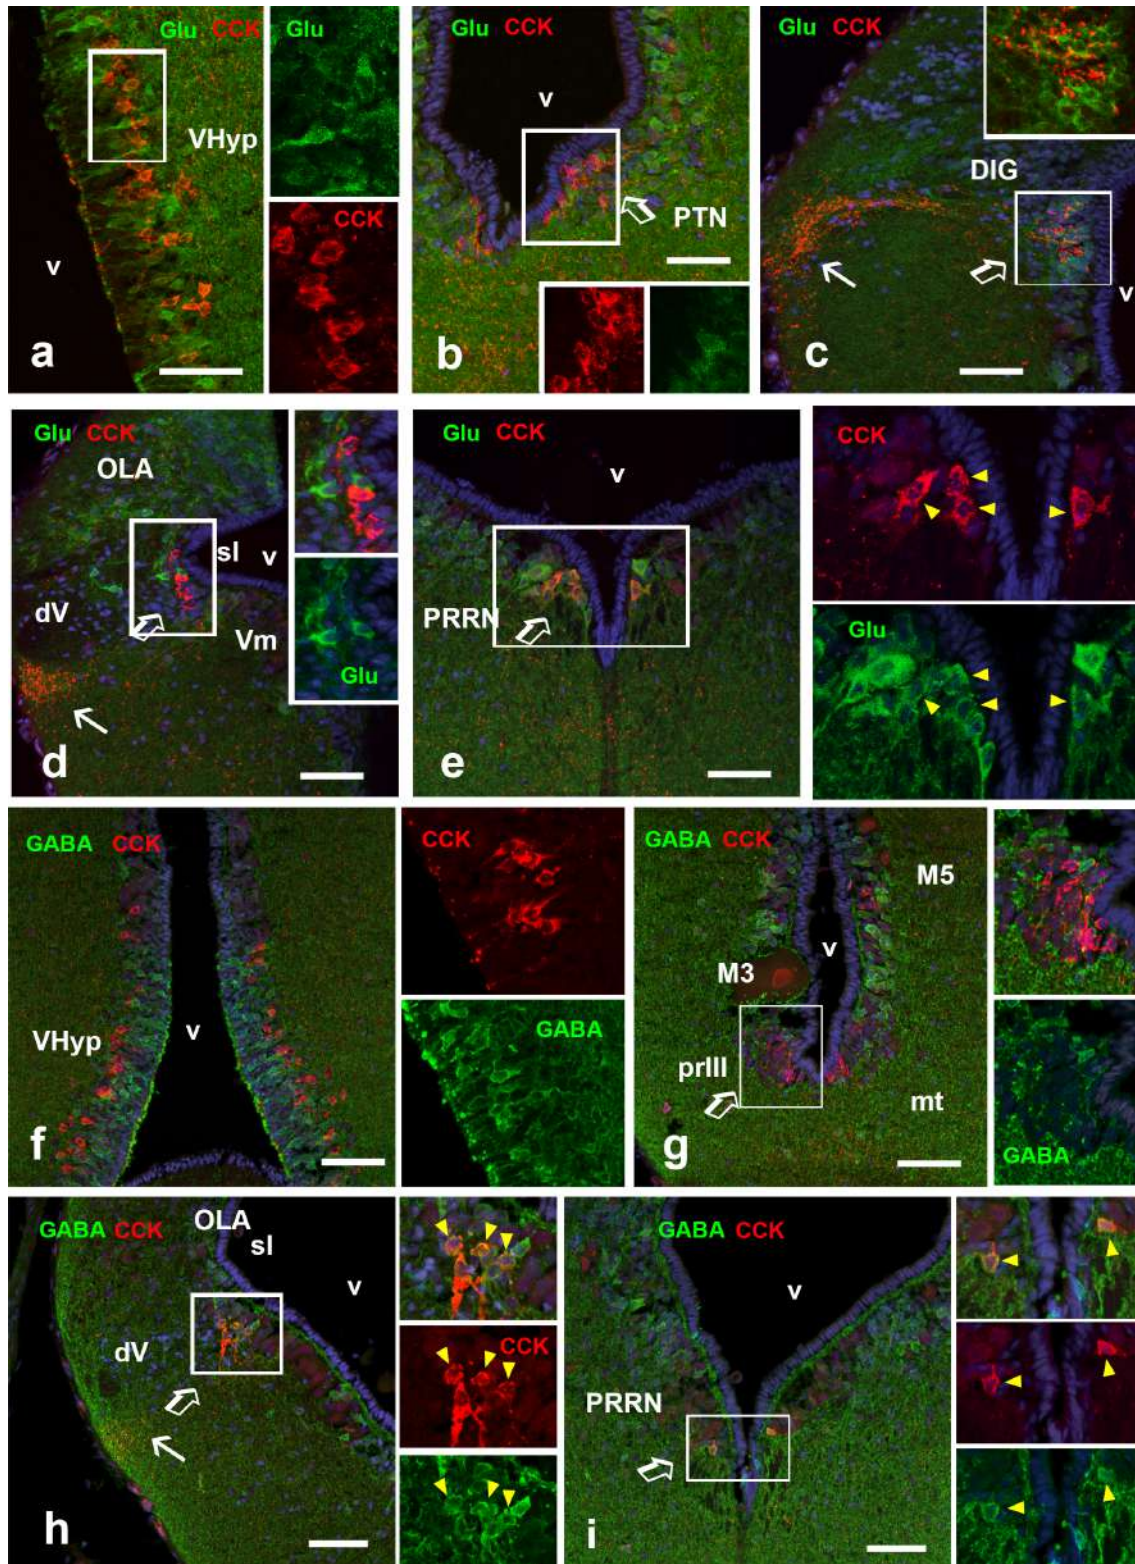 Glu CCK
Glu
VHyp
CCK
v
a
Glu CCK
v
PTN
b
Glu CCK
DIG
v
c
Glu CCK
OLA
sl
v
dV
Vm
Glu
d
Glu CCK
v
PRRN
e
CCK
Glu
GABA CCK
v
VHyp
f
CCK
GABA
GABA CCK
M5
v
M3
prIII
mt
g
GABA
GABA CCK
OLA
sl
v
dV
h
CCK
GABA CCK
v
PRRN
i